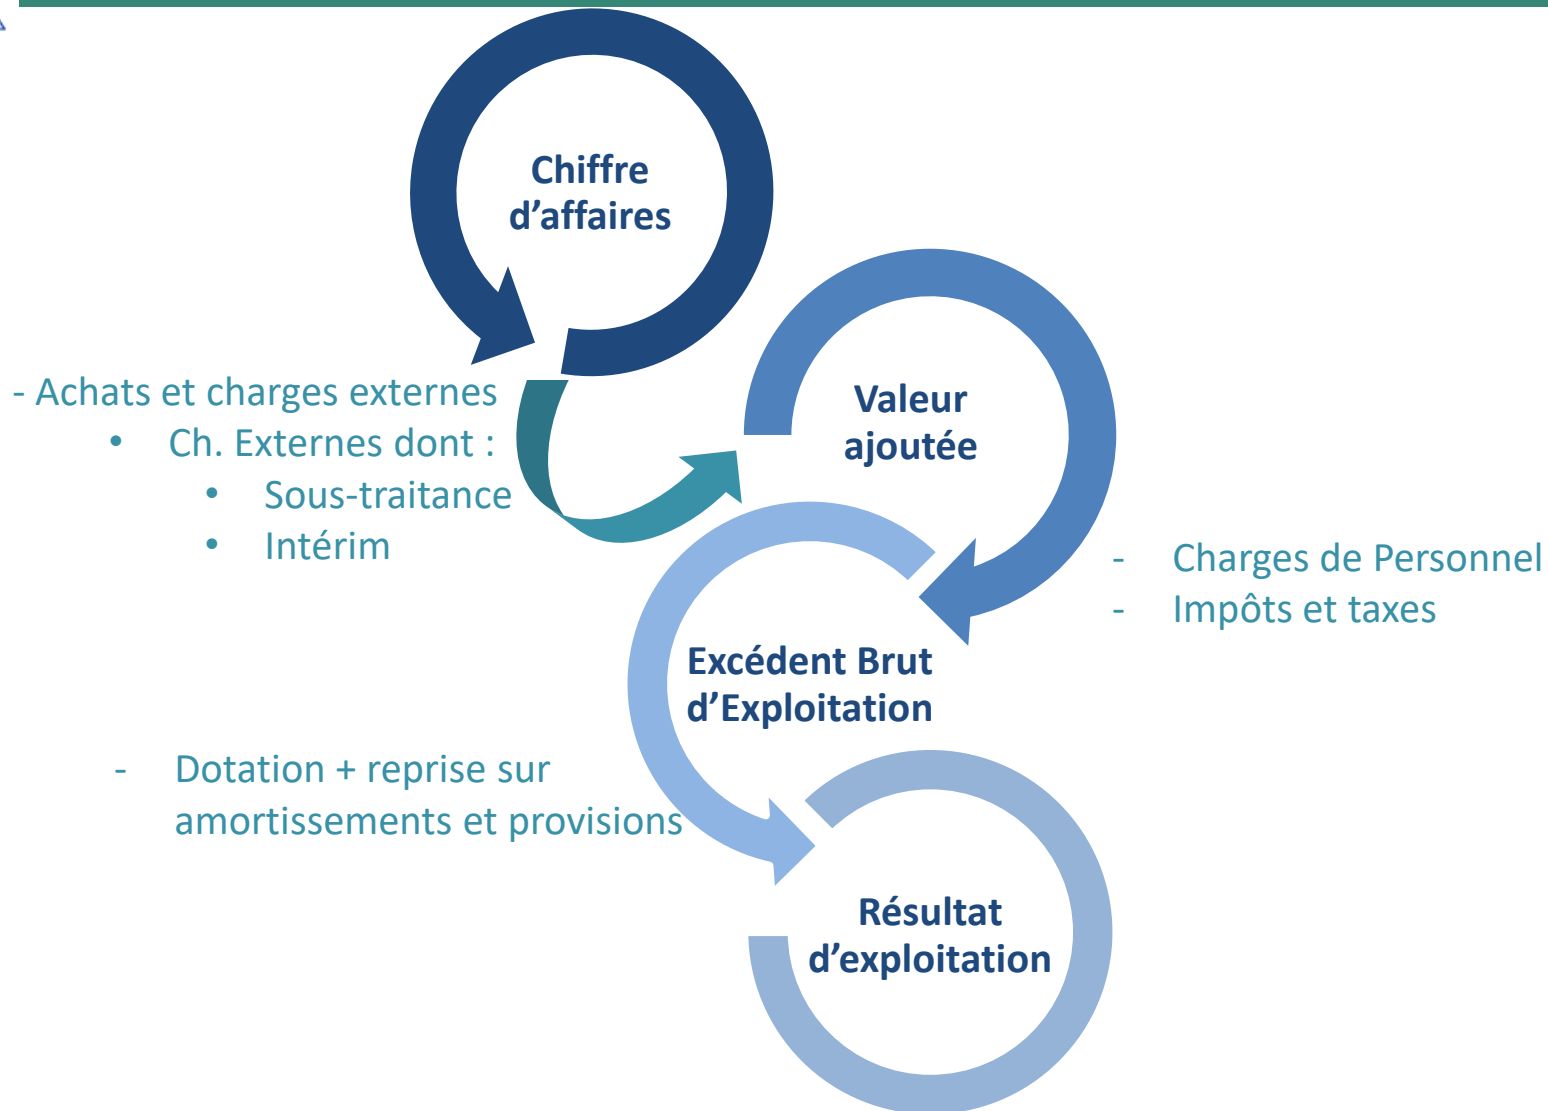 Chiffre
d’affaires
- Achats et charges externes
• Ch. Externes dont :
• Sous-traitance
• Intérim
Valeur
ajoutée
- Charges de Personnel
- Impôts et taxes
Excédent Brut
d’Exploitation
- Dotation + reprise sur
amortissements et provisions
Résultat
d’exploitation